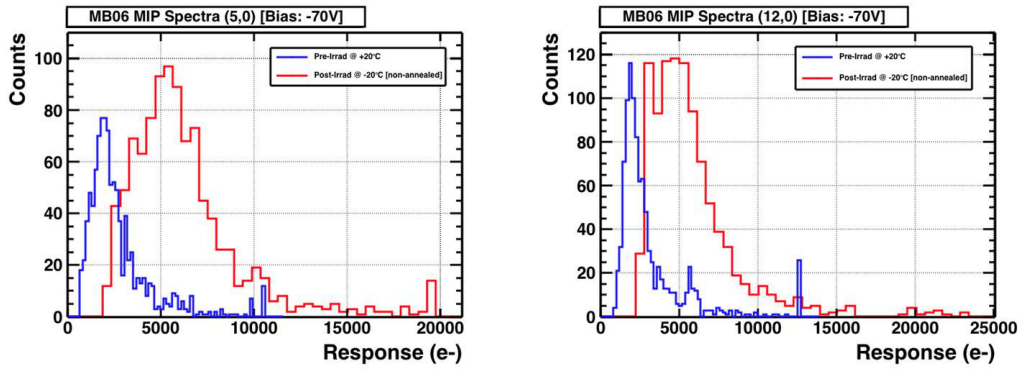 MB06 MIP Spectra (5,0) [Bias: -70V]
Counts
100
80
60
40
20
0
Pre-Irrad @ +20°C
Post-Irrad @ -20°C [non-annealed]
0 5000 10000 15000 20000
Response (e-)
MB06 MIP Spectra (12,0) [Bias: -70V]
Counts
120
100
80
60
40
20
0
Pre-Irrad @ +20°C
Post-Irrad @ -20°C [non-annealed]
0 5000 10000 15000 20000 25000
Response (e-)